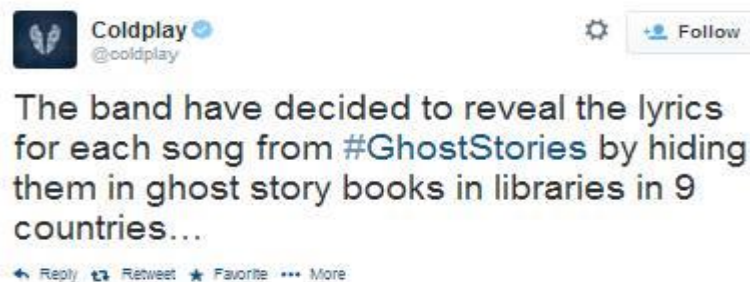 Coldplay
@coldplay
Follow
The band have decided to reveal the lyrics
for each song from #GhostStories by hiding
them in ghost story books in libraries in 9
countries...
Reply Retweet Favorite More